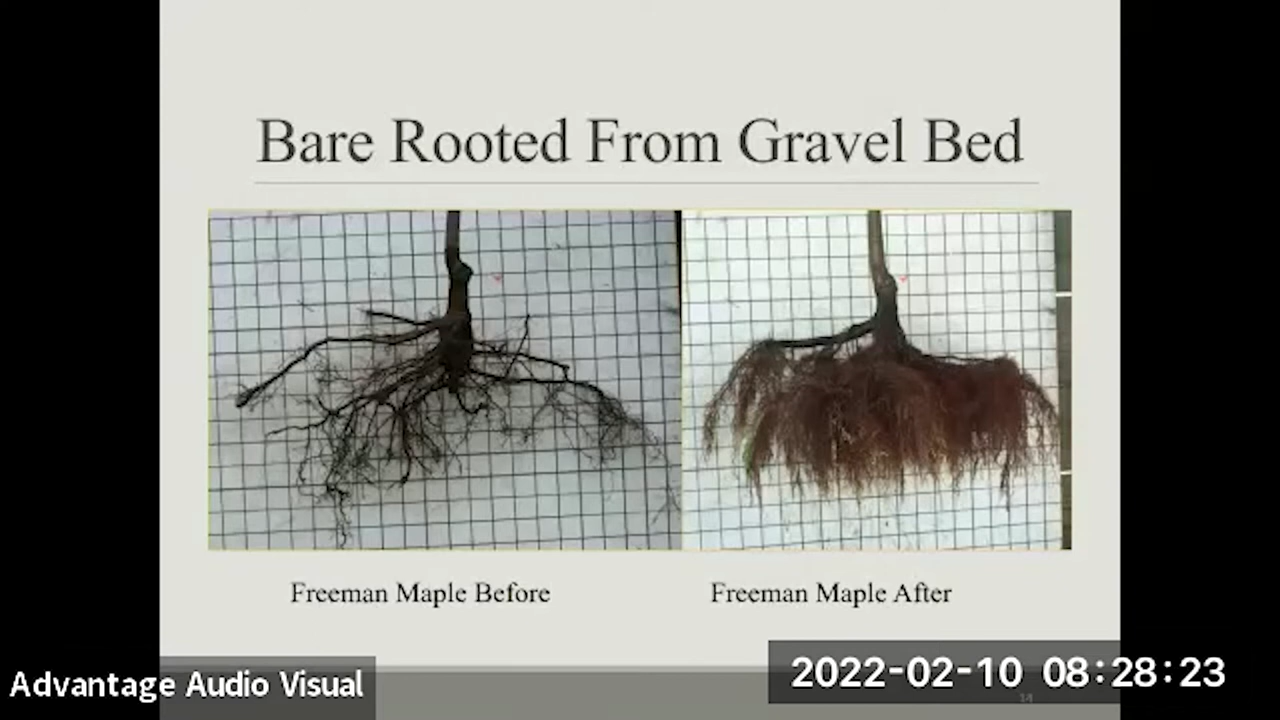 Bare Rooted From Gravel Bed
Freeman Maple Before
Freeman Maple After
Advantage Audio Visual
2022-02-10 08:28:23
14